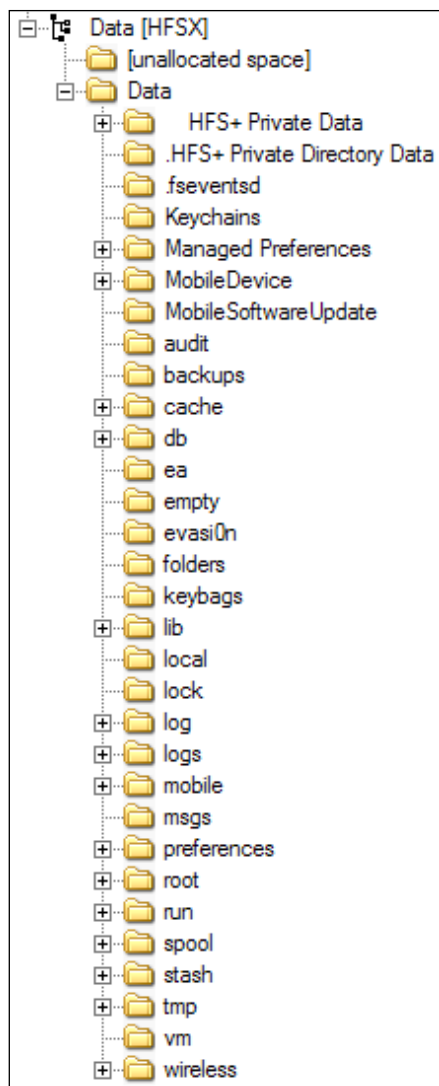 Data [HFSX]
[unallocated space]
Data
HFS+ Private Data
.HFS+ Private Directory Data
.fseventsd
Keychains
Managed Preferences
MobileDevice
MobileSoftwareUpdate
audit
backups
cache
db
ea
empty
evasi0n
folders
keybags
lib
local
lock
log
logs
mobile
msgs
preferences
root
run
spool
stash
tmp
vm
wireless